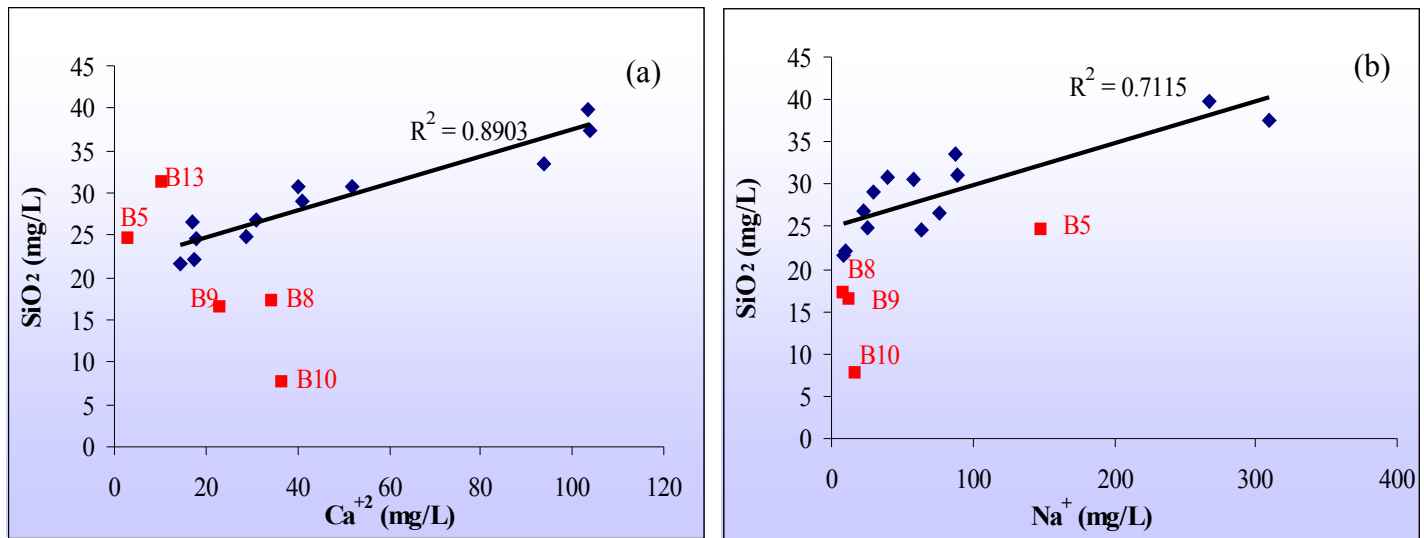 (a)
45
40
35
30
25
20
15
10
5
0
SiO₂ (mg/L)
R² = 0.8903
B13
B5
B9
B8
B10
0 20 40 60 80 100 120
Ca⁺² (mg/L)
(b)
45
40
35
30
25
20
15
10
5
0
SiO₂ (mg/L)
R² = 0.7115
B5
B8
B9
B10
0 100 200 300 400
Na⁺ (mg/L)